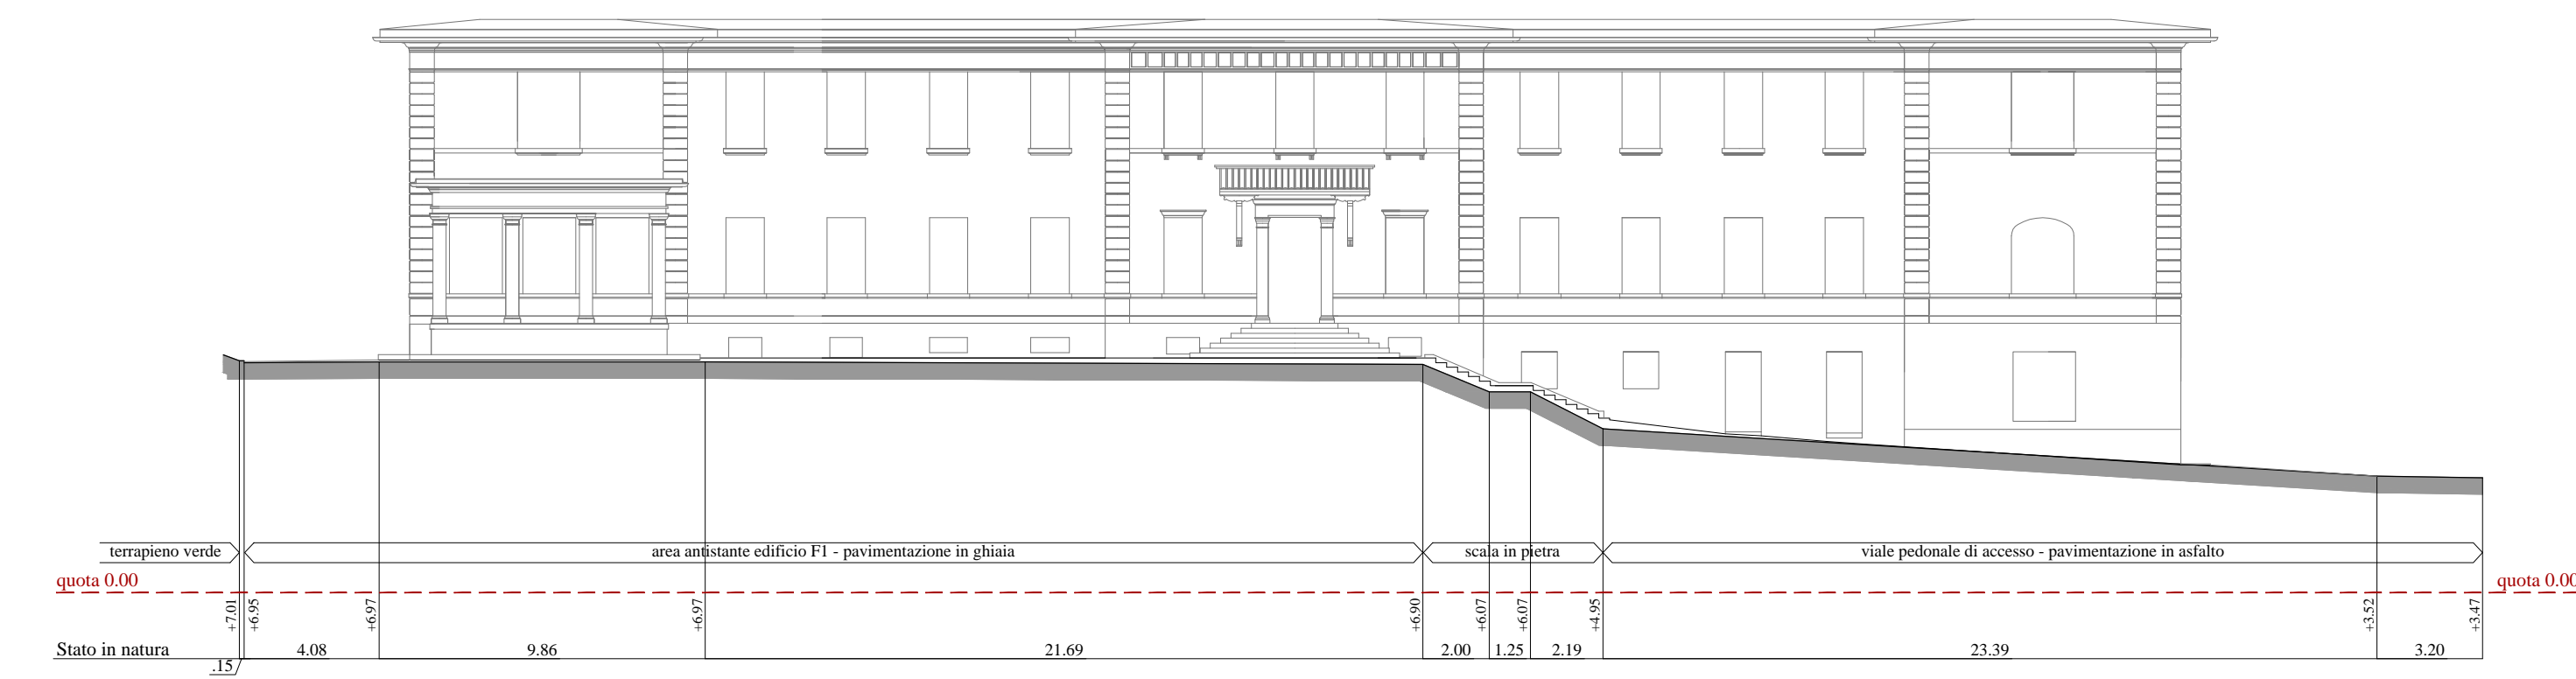 terrapieno verde
area antistante edificio F1 - pavimentazione in ghiaia
scala in pietra
viale pedonale di accesso - pavimentazione in asfalto
quota 0.00
quota 0.00
+7.01
+6.95
+6.97
+6.97
+6.90
+6.07
+6.07
+4.95
+3.52
+3.47
Stato in natura
.15
4.08
9.86
21.69
2.00
1.25
2.19
23.39
3.20